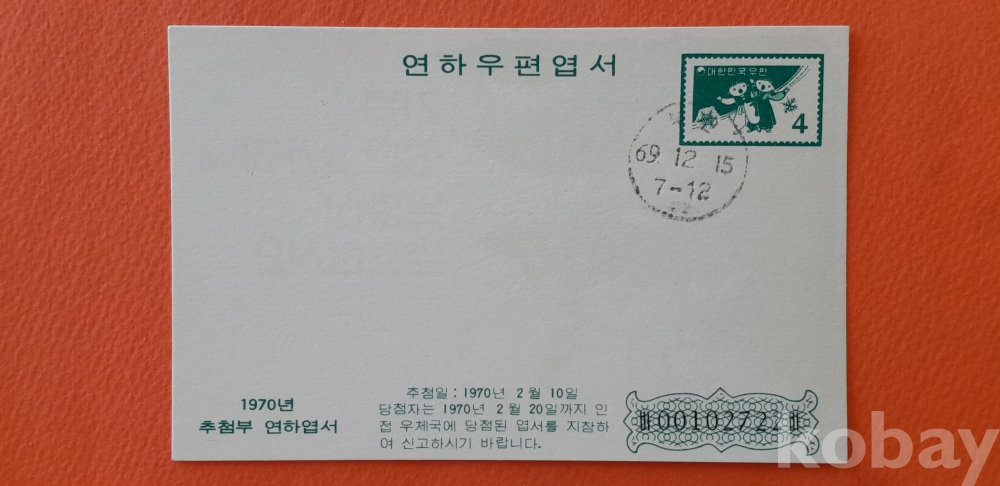 연하우편엽서
대한민국우편
4
69. 12 15
7-12
1970년
추첨부 연하엽서
추첨일 : 1970년 2월 10일
당첨자는 1970년 2월 20일까지 인
접 우체국에 당첨된 엽서를 지참하
여 신고하시기 바랍니다.
00102722
kobay